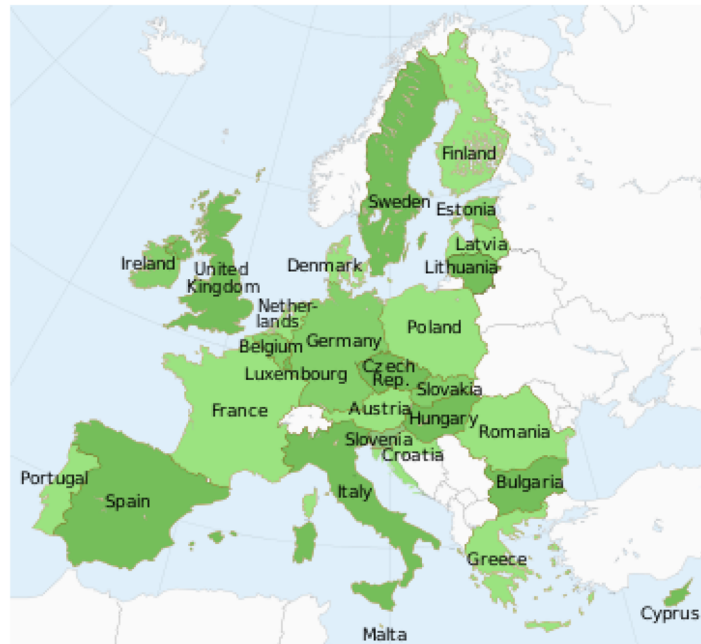 Finland
Sweden
Estonia
Latvia
Lithuania
Denmark
Ireland
United
Kingdom
Nether-
lands
Poland
Belgium
Germany
Luxembourg
Czech
Rep.
Slovakia
France
Austria
Hungary
Romania
Slovenia
Croatia
Portugal
Spain
Italy
Bulgaria
Greece
Malta
Cyprus